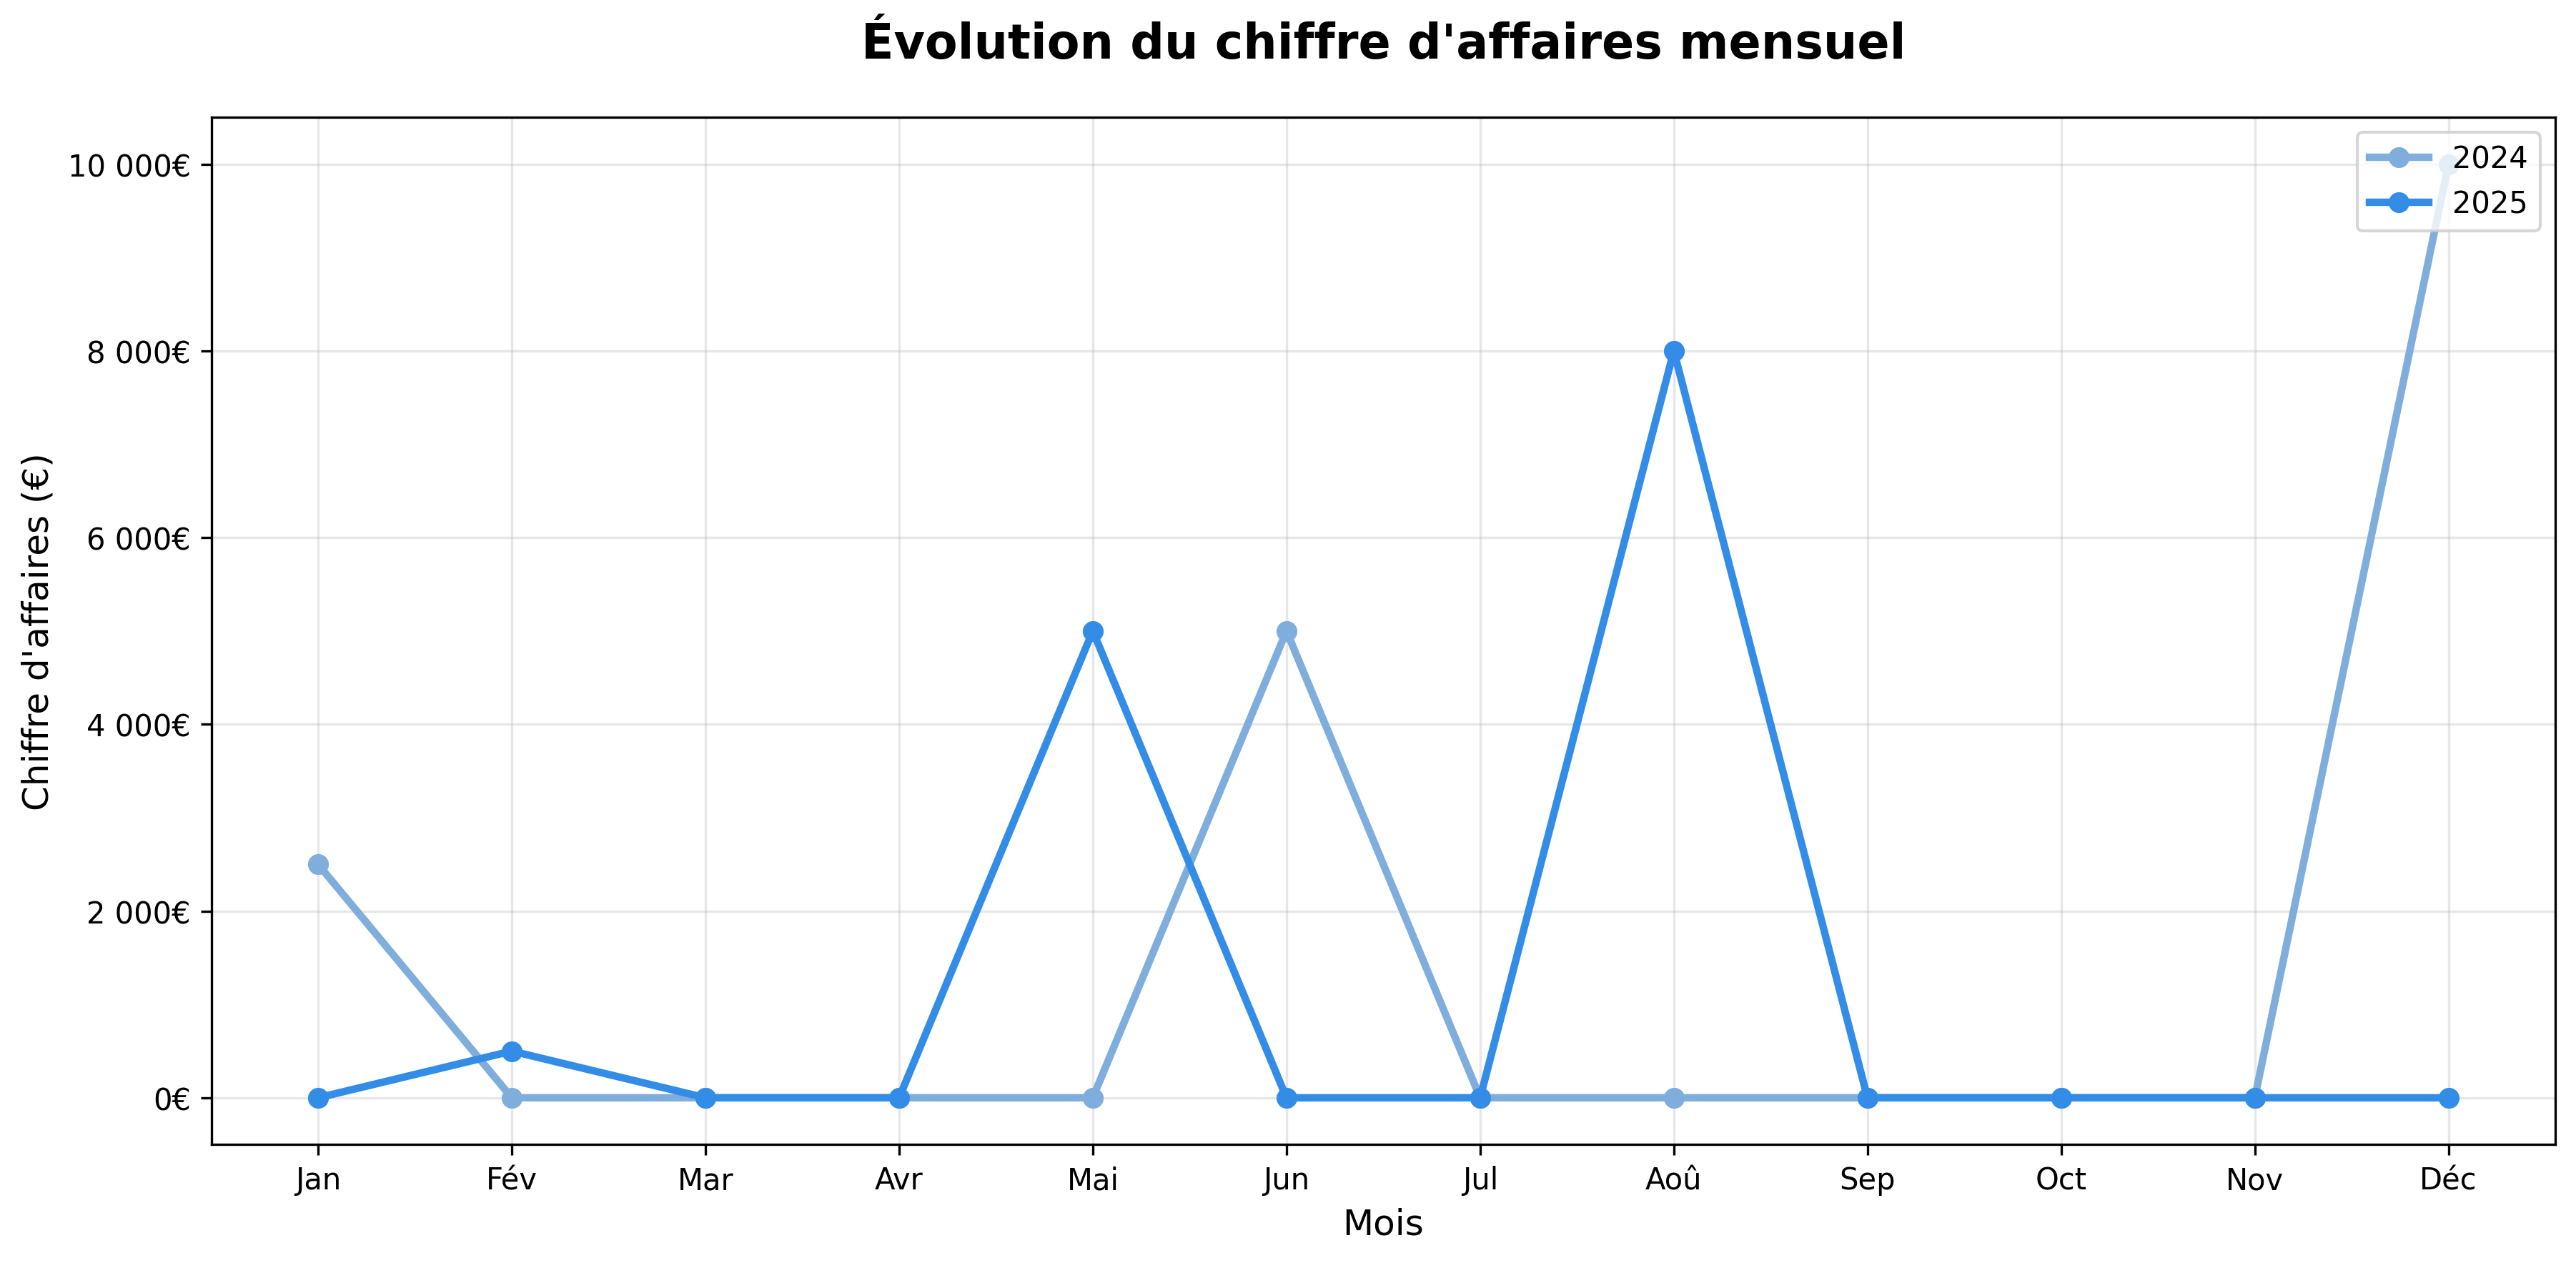 Évolution du chiffre d'affaires mensuel
2024
2025
10 000€
8 000€
6 000€
4 000€
2 000€
0€
Chiffre d'affaires (€)
Jan Fév Mar Avr Mai Jun Jul Aoû Sep Oct Nov Déc
Mois